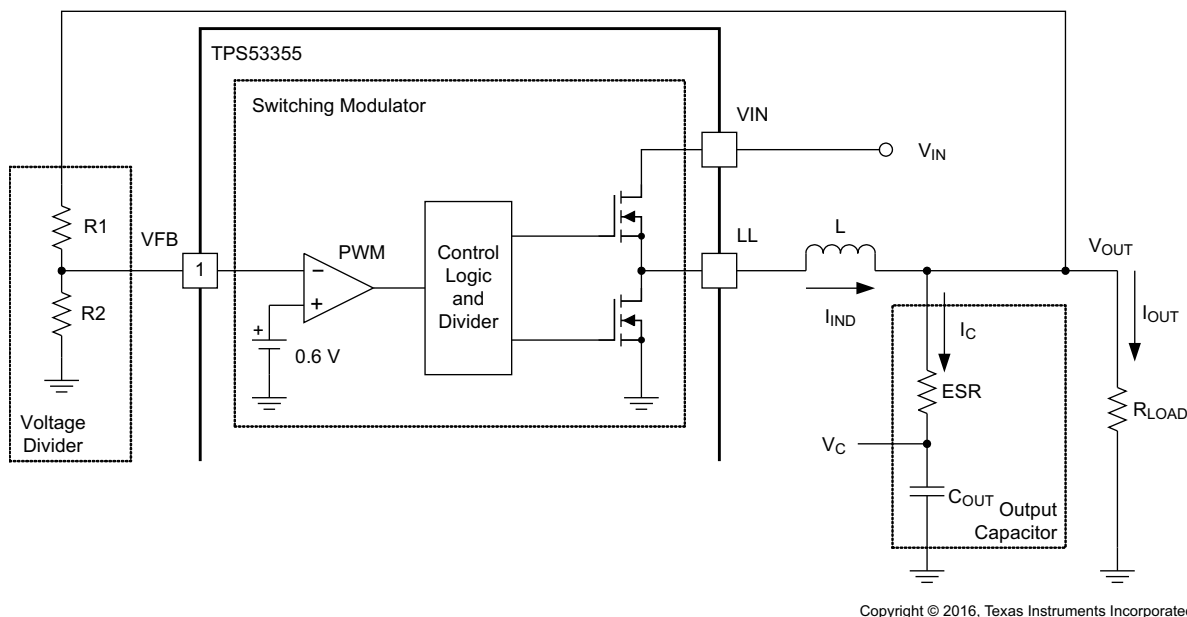 TPS53355
Switching Modulator
VIN
V_IN
R1
VFB
1
R2
PWM
−
+
+
0.6 V
Control
Logic
and
Divider
LL
L
V_OUT
I_IND
I_C
I_OUT
ESR
R_LOAD
V_C
C_OUT
Output
Capacitor
Voltage
Divider
Copyright © 2016, Texas Instruments Incorporated